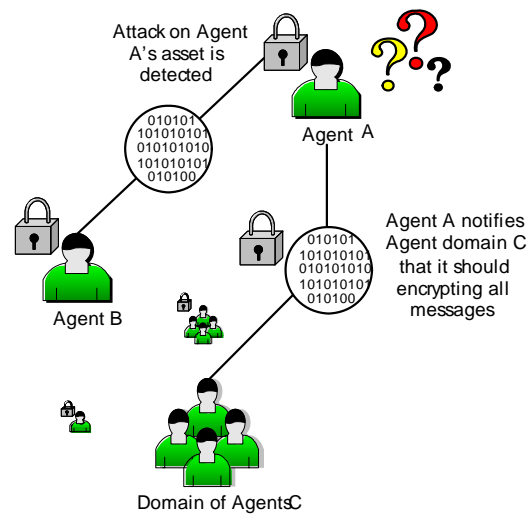 Attack on Agent
A's asset is
detected
? ? ?
Agent A
010101
101010101
010101010
101010101
010100
Agent B
010101
101010101
010101010
101010101
010100
Agent A notifies
Agent domain C
that it should
encrypting all
messages
Domain of AgentsC